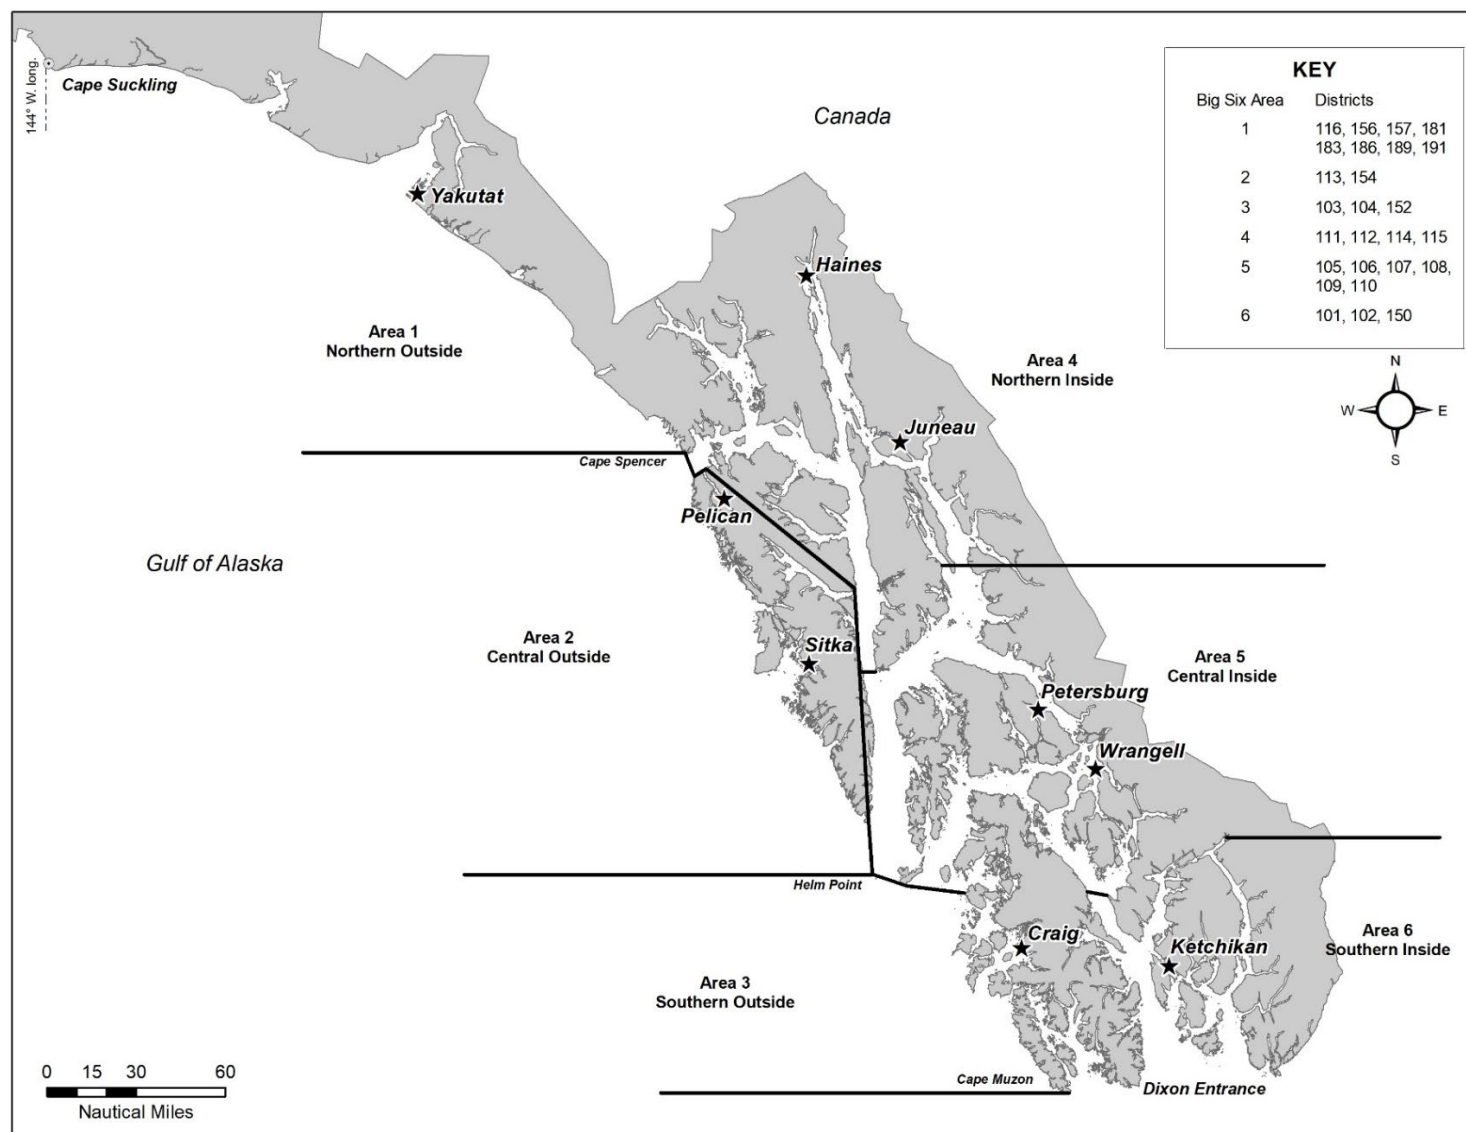 144° W. long.
Cape Suckling
Canada
KEY
Big Six Area Districts
1 116, 156, 157, 181
183, 186, 189, 191
2 113, 154
3 103, 104, 152
4 111, 112, 114, 115
5 105, 106, 107, 108,
109, 110
6 101, 102, 150
Yakutat
Haines
Area 1
Northern Outside
Area 4
Northern Inside
N
W E
S
Juneau
Cape Spencer
Pelican
Gulf of Alaska
Area 2
Central Outside
Sitka
Area 5
Central Inside
Petersburg
Wrangell
Helm Point
Craig
Ketchikan
Area 6
Southern Inside
Area 3
Southern Outside
0 15 30 60
Nautical Miles
Cape Muzon
Dixon Entrance